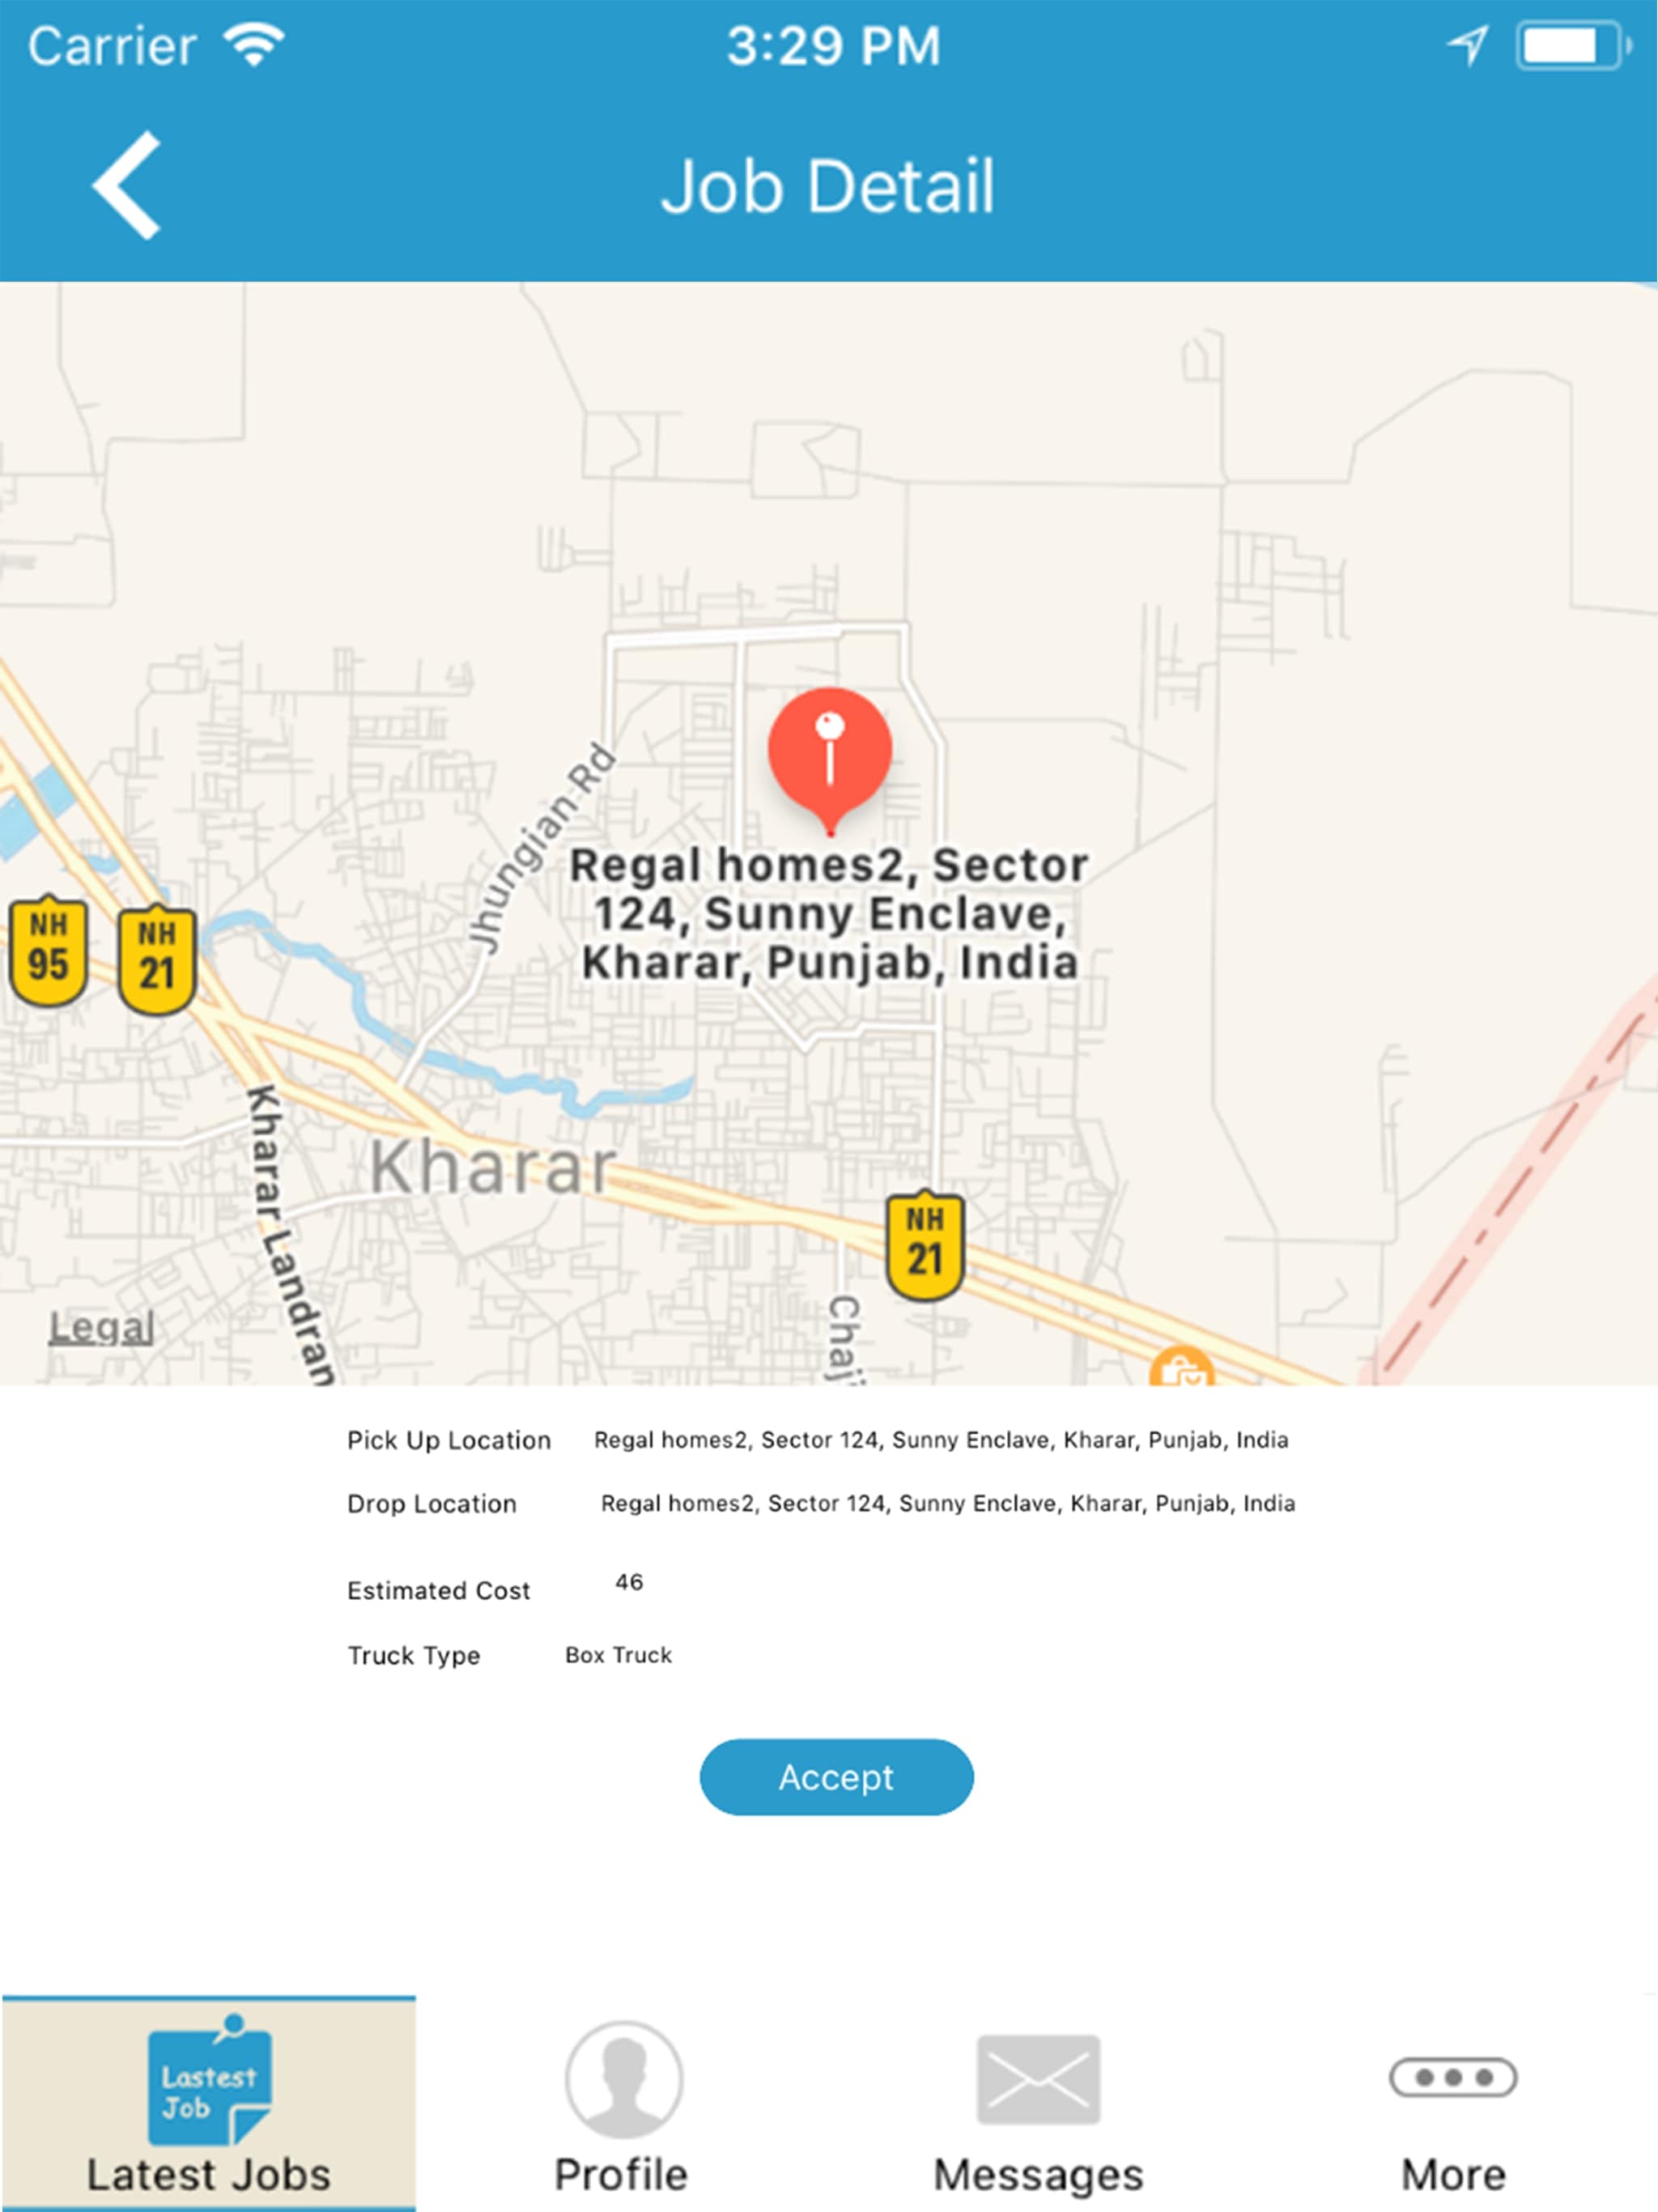 Carrier 3:29 PM
Job Detail
Jhungian Rd
Regal homes2, Sector
124, Sunny Enclave,
Kharar, Punjab, India
NH
95
NH
21
Kharar Landran
Kharar
NH
21
Chaj
Legal
Pick Up Location Regal homes2, Sector 124, Sunny Enclave, Kharar, Punjab, India
Drop Location Regal homes2, Sector 124, Sunny Enclave, Kharar, Punjab, India
Estimated Cost 46
Truck Type Box Truck
Accept
Lastest
Job
Latest Jobs Profile Messages More